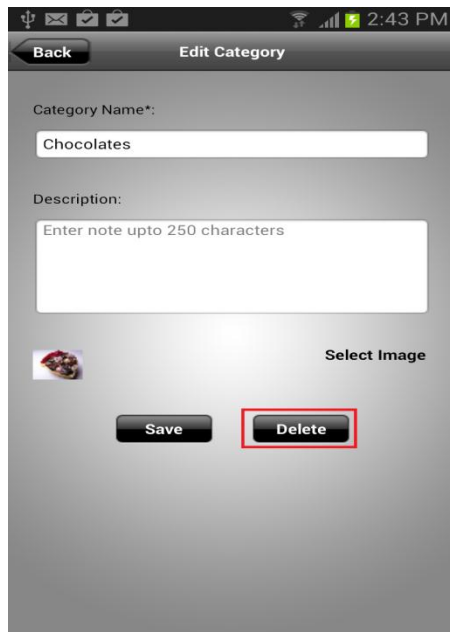 2:43 PM
Back
Edit Category
Category Name*:
Chocolates
Description:
Enter note upto 250 characters
Select Image
Save
Delete